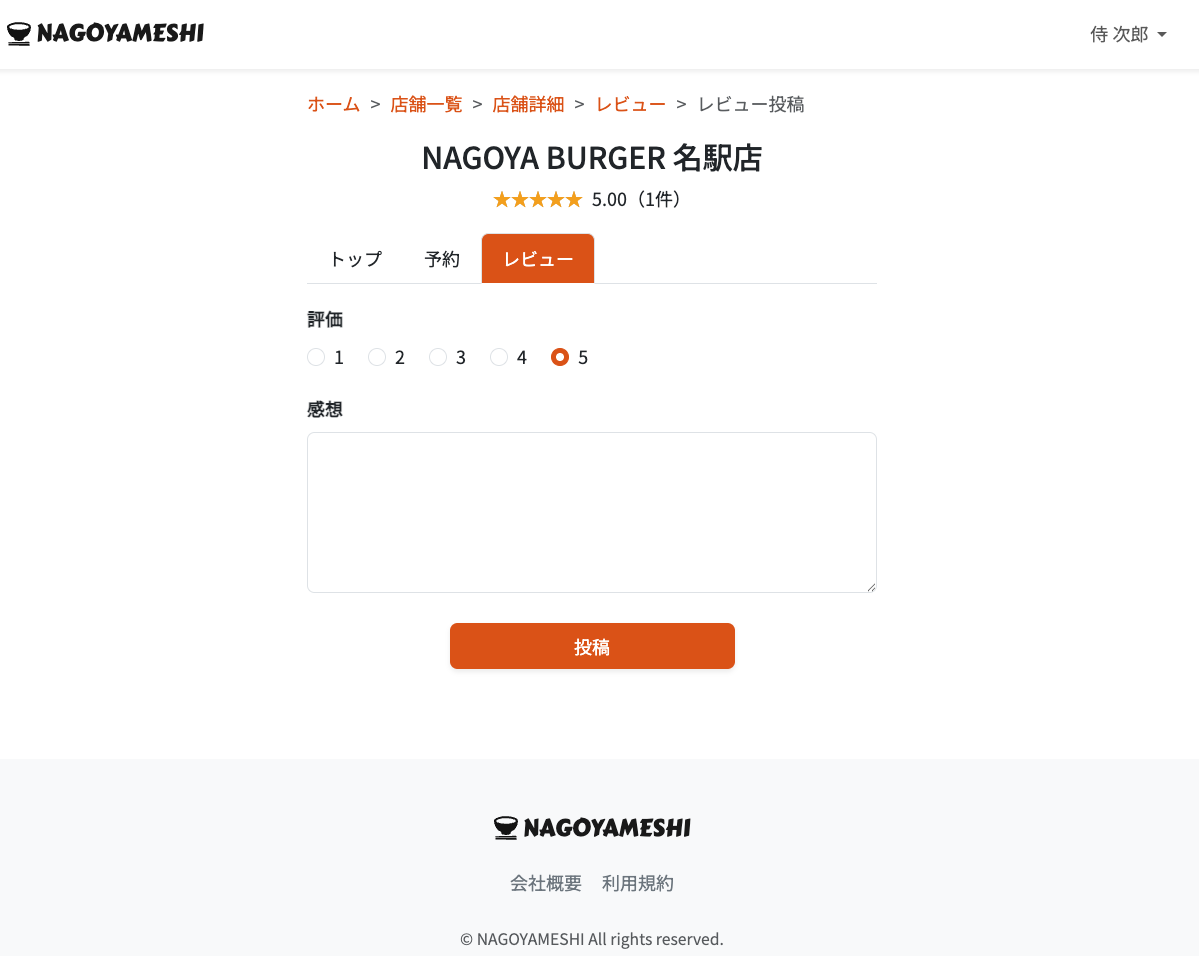 NAGOYAMESHI
侍 次郎
ホーム > 店舗一覧 > 店舗詳細 > レビュー > レビュー投稿
NAGOYA BURGER 名駅店
★★★★★ 5.00（1件）
トップ 予約 レビュー
評価
1 2 3 4 5
感想
投稿
NAGOYAMESHI
会社概要 利用規約
© NAGOYAMESHI All rights reserved.